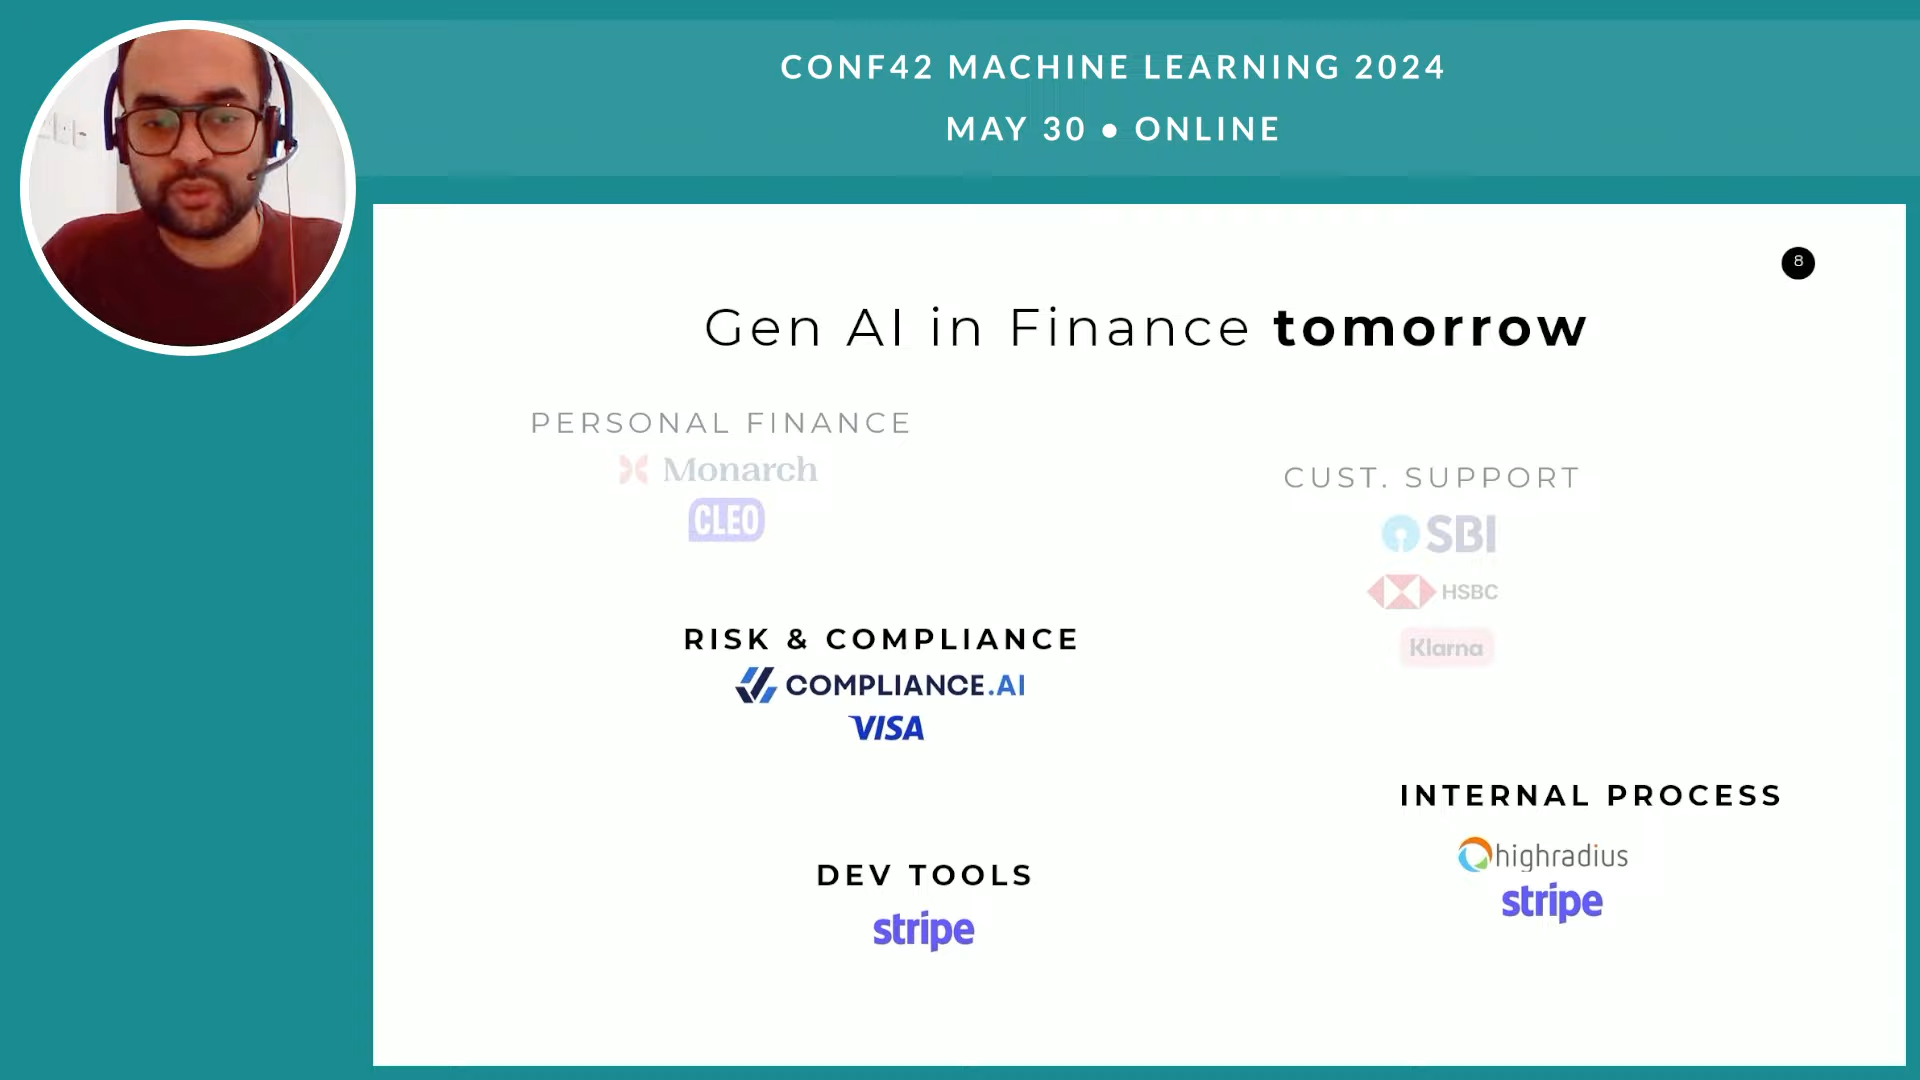 CONF42 MACHINE LEARNING 2024
MAY 30 • ONLINE
8
Gen AI in Finance tomorrow
PERSONAL FINANCE
Monarch
CLEO
CUST. SUPPORT
SBI
HSBC
Klarna
RISK & COMPLIANCE
COMPLIANCE.AI
VISA
INTERNAL PROCESS
highradius
stripe
DEV TOOLS
stripe